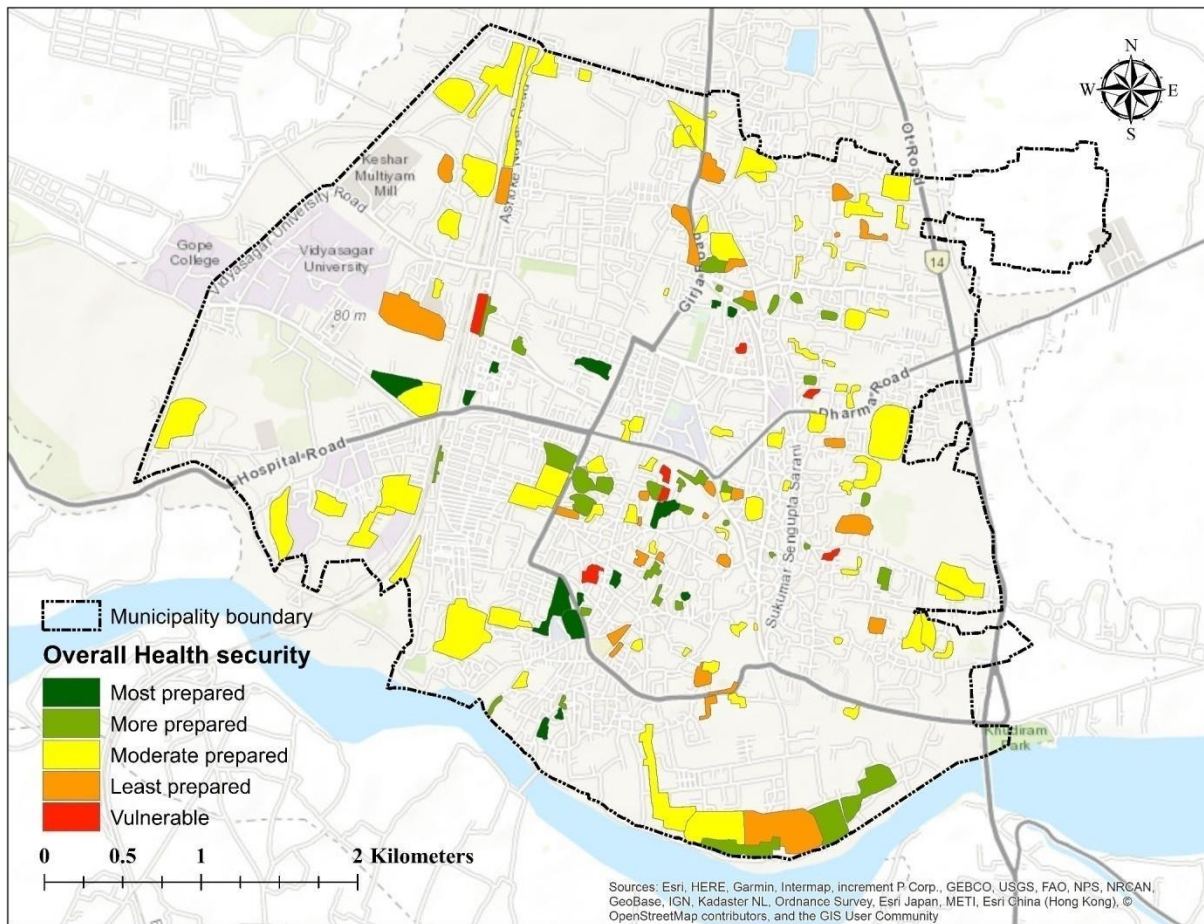 N
W E
S
Keshar
Multiyam
Mill
Ashoke Nagar Road
Ot Road
Vidyasagar University Road
Gope
College
Vidyasagar
University
14
80 m
Girja
Dharma Road
Hospital Road
Sukumar Sengupta Sarani
Khudiram
Park
Municipality boundary
Overall Health security
Most prepared
More prepared
Moderate prepared
Least prepared
Vulnerable
0 0.5 1 2 Kilometers
Sources: Esri, HERE, Garmin, Intermap, increment P Corp., GEBCO, USGS, FAO, NPS, NRCAN,
GeoBase, IGN, Kadaster NL, Ordnance Survey, Esri Japan, METI, Esri China (Hong Kong), ©
OpenStreetMap contributors, and the GIS User Community